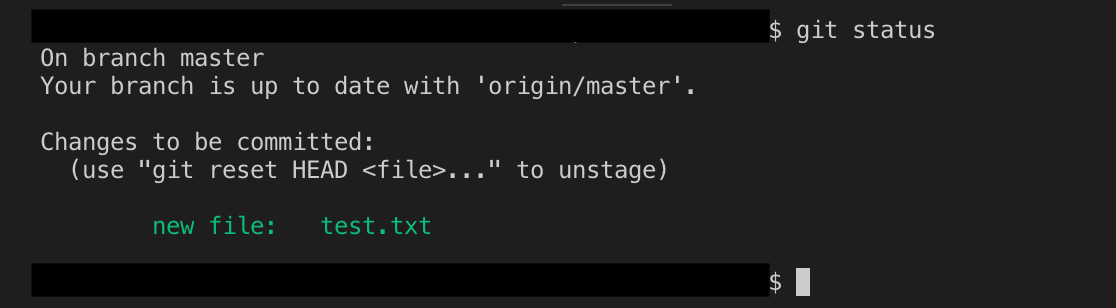 $ git status
On branch master
Your branch is up to date with 'origin/master'.
Changes to be committed:
(use "git reset HEAD <file>..." to unstage)
new file: test.txt
$